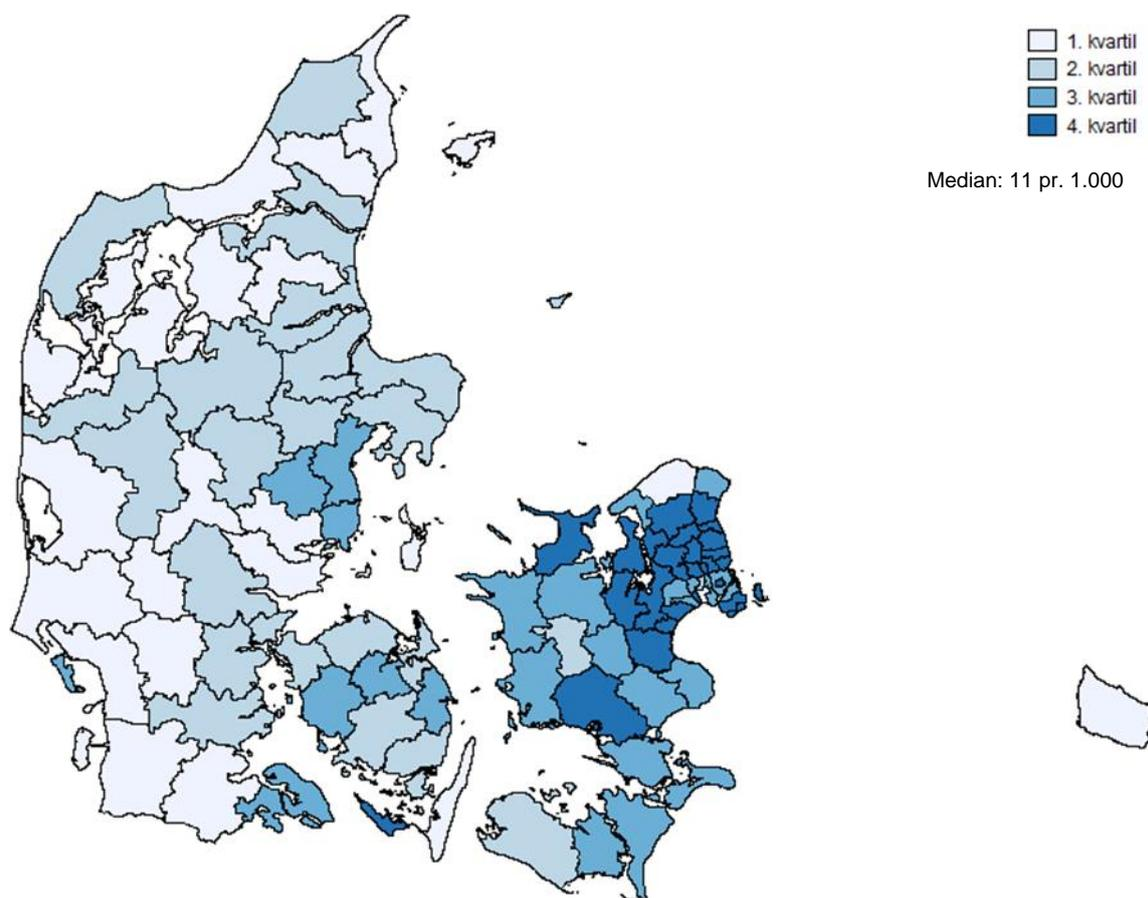 1. kvartil
2. kvartil
3. kvartil
4. kvartil
Median: 11 pr. 1.000